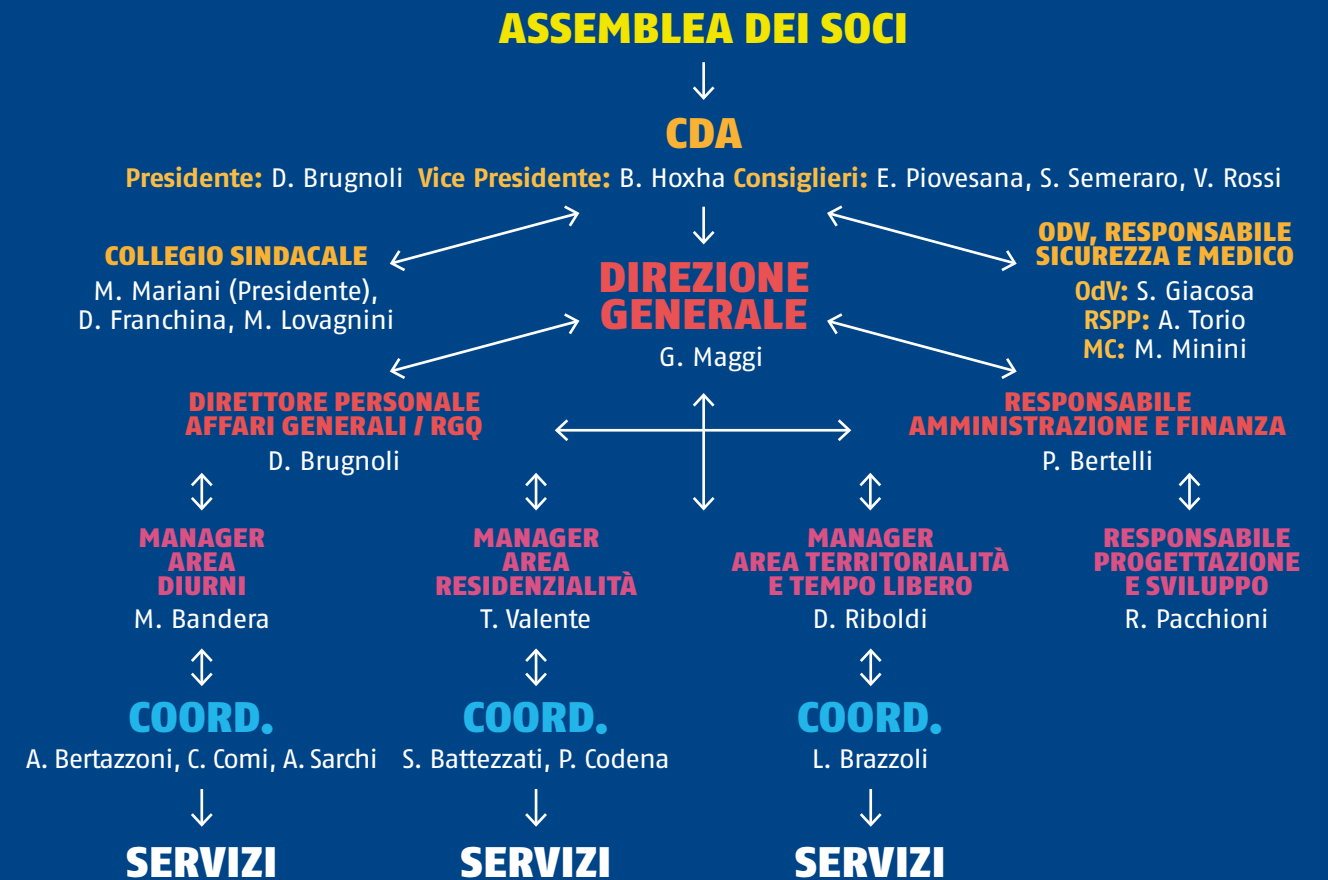 ASSEMBLEA DEI SOCI
CDA
Presidente: D. Brugnoli Vice Presidente: B. Hoxha Consiglieri: E. Piovesana, S. Semeraro, V. Rossi
COLLEGIO SINDACALE
M. Mariani (Presidente),
D. Franchina, M. Lovagnini
DIREZIONE
GENERALE
G. Maggi
ODV, RESPONSABILE
SICUREZZA E MEDICO
OdV: S. Giacosa
RSPP: A. Torio
MC: M. Minini
DIRETTORE PERSONALE
AFFARI GENERALI / RGQ
D. Brugnoli
RESPONSABILE
AMMINISTRAZIONE E FINANZA
P. Bertelli
MANAGER
AREA
DIURNI
M. Bandera
MANAGER
AREA
RESIDENZIALITÀ
T. Valente
MANAGER
AREA TERRITORIALITÀ
E TEMPO LIBERO
D. Riboldi
RESPONSABILE
PROGETTAZIONE
E SVILUPPO
R. Pacchioni
COORD.
A. Bertazzoni, C. Comi, A. Sarchi
COORD.
S. Battezzati, P. Codena
COORD.
L. Brazzoli
SERVIZI
SERVIZI
SERVIZI